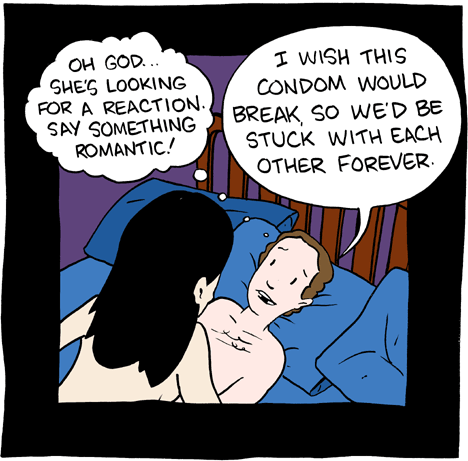 OH GOD...
SHE'S LOOKING
FOR A REACTION.
SAY SOMETHING
ROMANTIC!
I WISH THIS
CONDOM WOULD
BREAK, SO WE'D BE
STUCK WITH EACH
OTHER FOREVER.